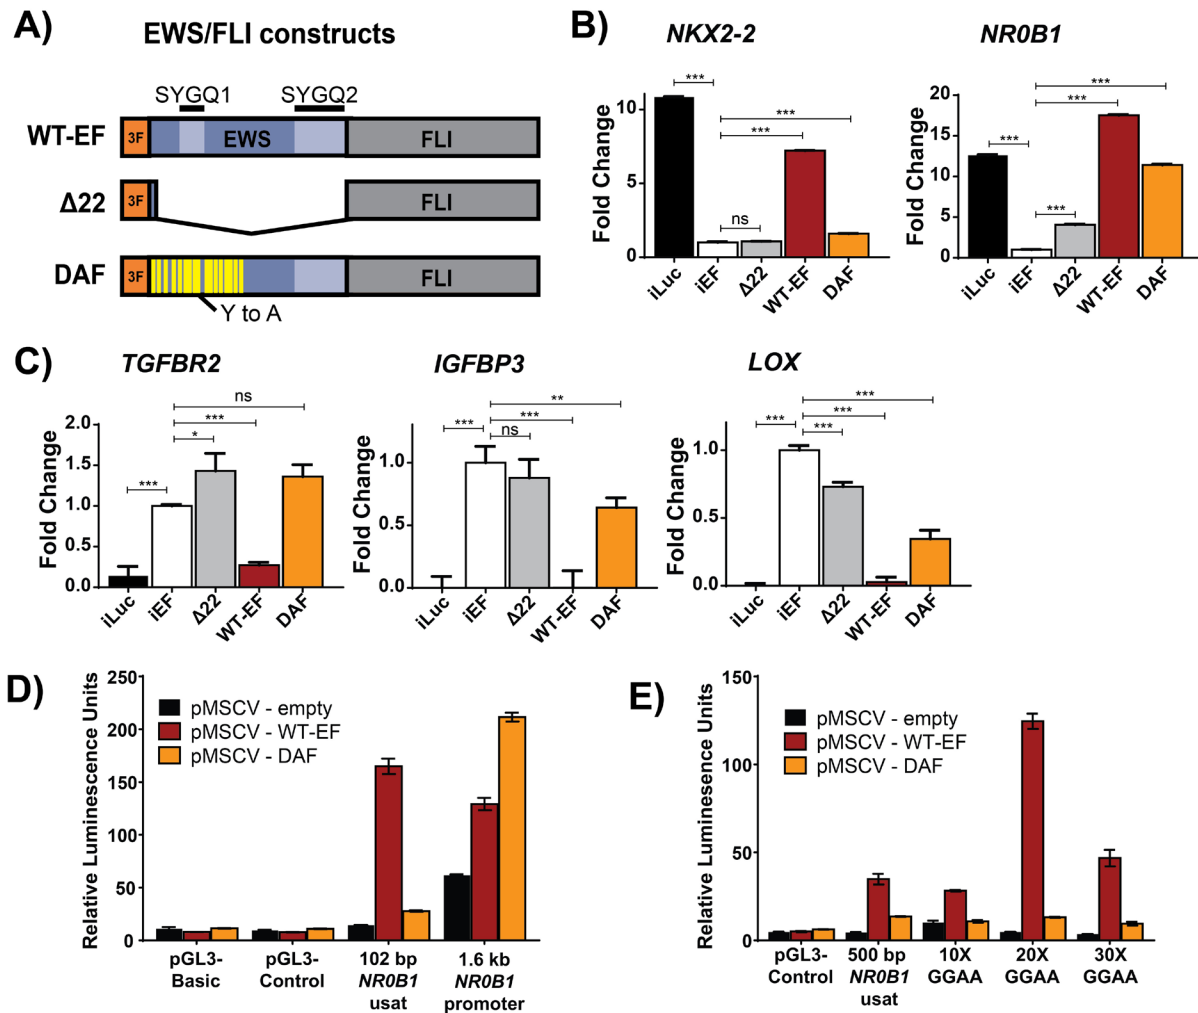 A) EWS/FLI constructs
SYGQ1 SYGQ2
WT-EF 3F EWS FLI
Δ22 3F FLI
DAF 3F FLI
Y to A
B) NKX2-2 NR0B1
Fold Change
10
5
0
***
***
***
ns
iLuc iEF Δ22 WT-EF DAF
Fold Change
20
15
10
5
0
***
***
***
***
iLuc iEF Δ22 WT-EF DAF
C) TGFBR2 IGFBP3 LOX
Fold Change
2.0
1.5
1.0
0.5
0.0
ns
***
*
***
iLuc iEF Δ22 WT-EF DAF
Fold Change
1.0
0.5
0.0
**
***
***
ns
iLuc iEF Δ22 WT-EF DAF
Fold Change
1.0
0.5
0.0
***
***
***
***
iLuc iEF Δ22 WT-EF DAF
D)
Relative Luminescence Units
250
200
150
100
50
0
pMSCV - empty
pMSCV - WT-EF
pMSCV - DAF
pGL3- pGL3- 102 bp 1.6 kb
Basic Control NR0B1 NR0B1
usat promoter
E)
Relative Luminesence Units
150
100
50
0
pMSCV - empty
pMSCV - WT-EF
pMSCV - DAF
pGL3- 500 bp 10X 20X 30X
Control NR0B1 GGAA GGAA GGAA
usat